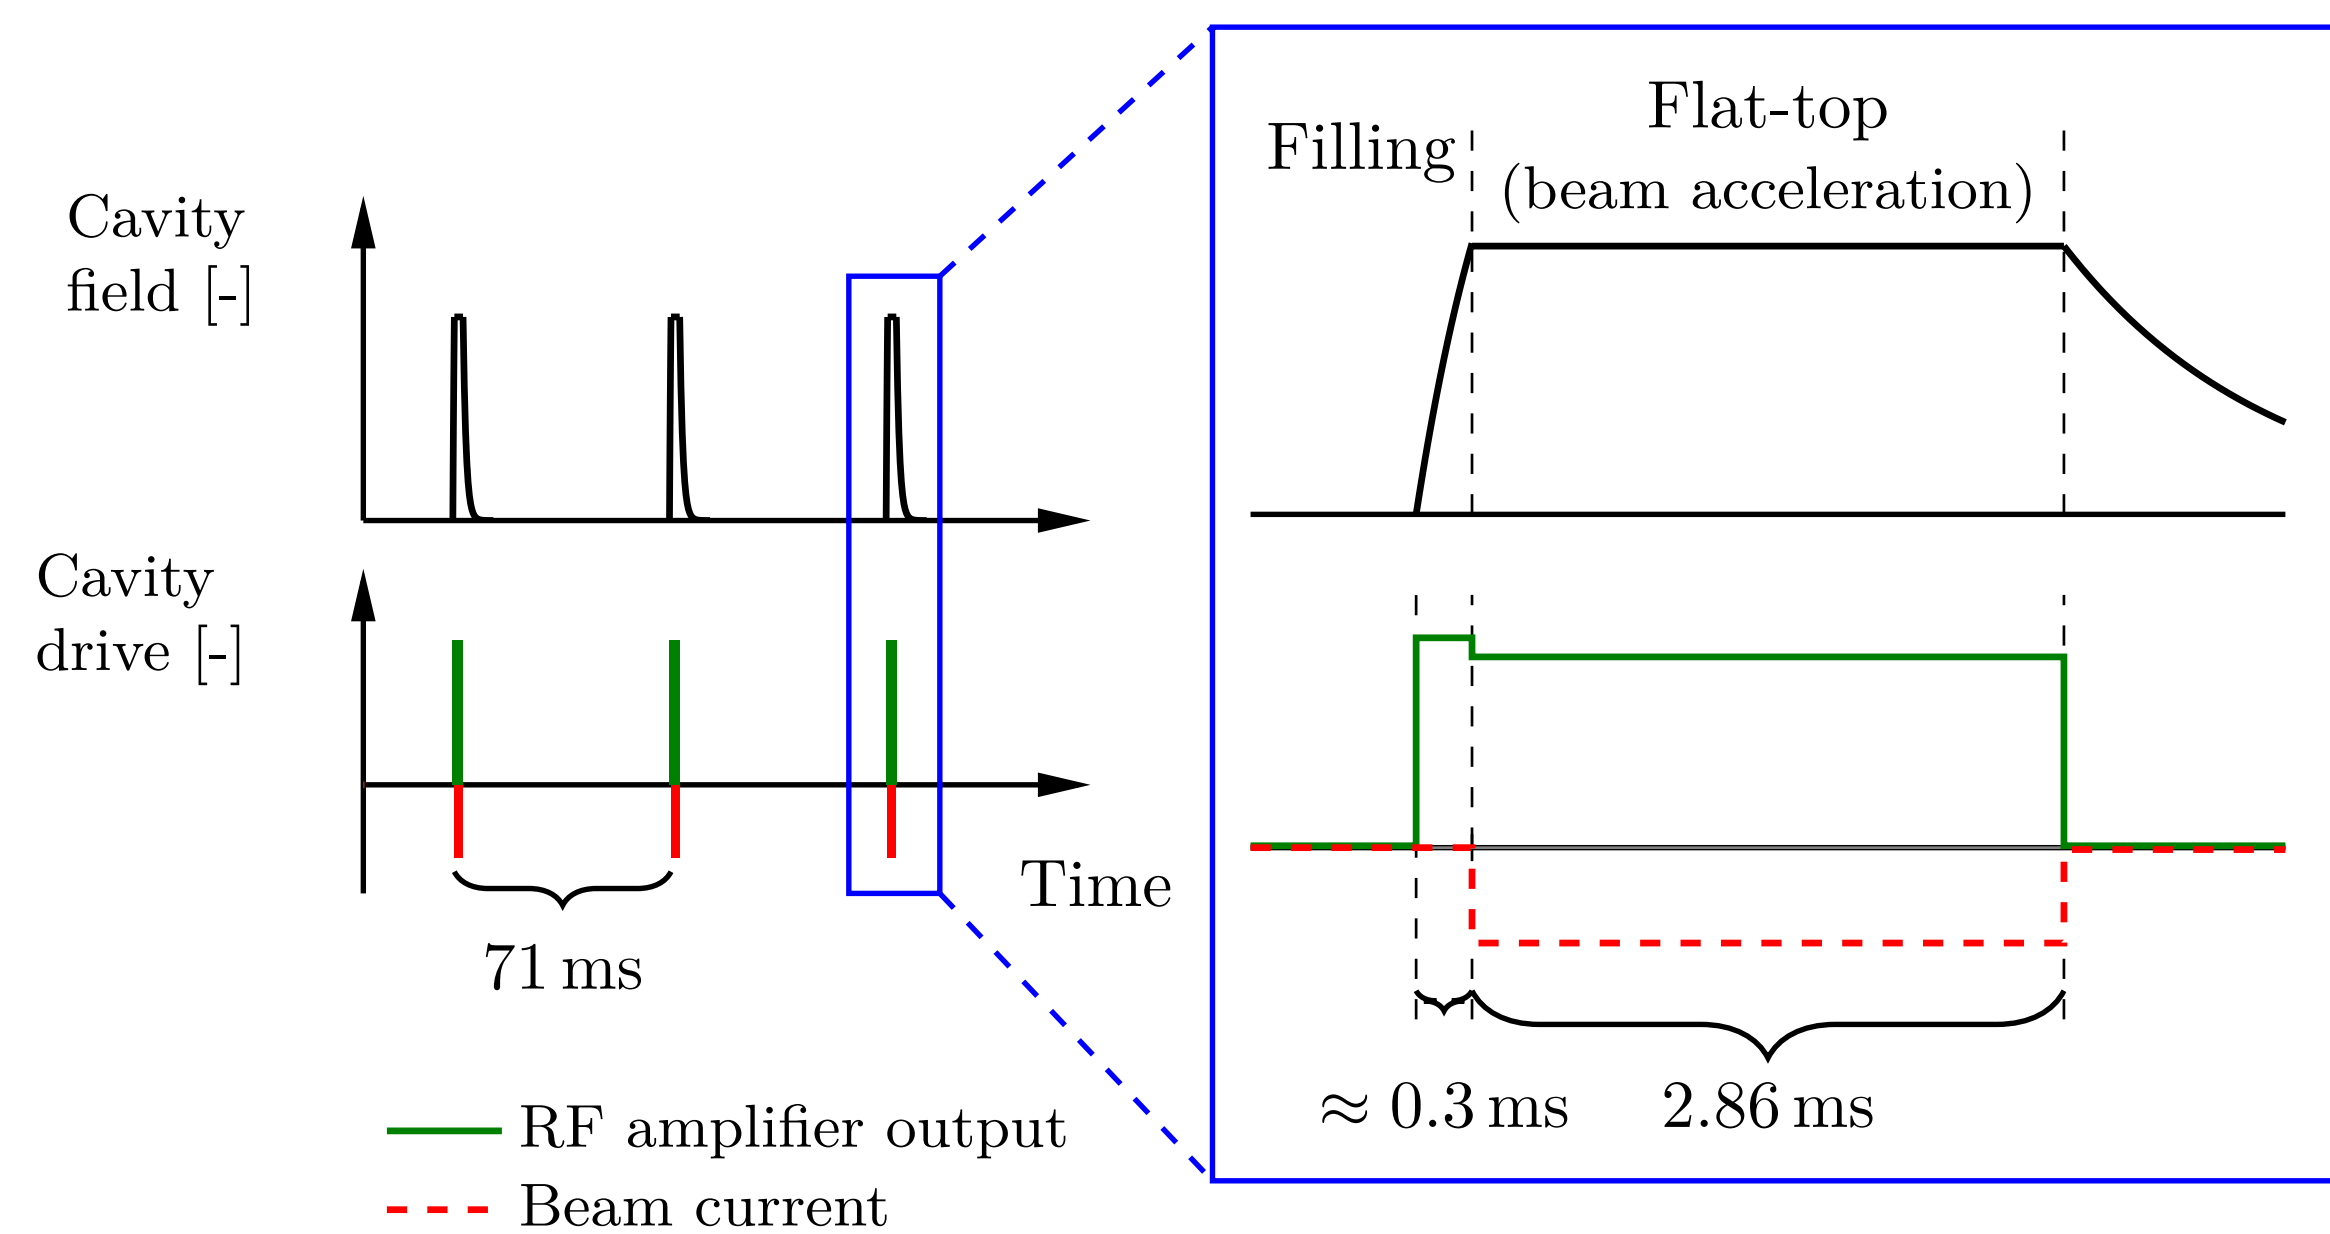 Cavity
field [-]
Cavity
drive [-]
71 ms
Time
RF amplifier output
Beam current
Filling
Flat-top
(beam acceleration)
≈ 0.3 ms
2.86 ms